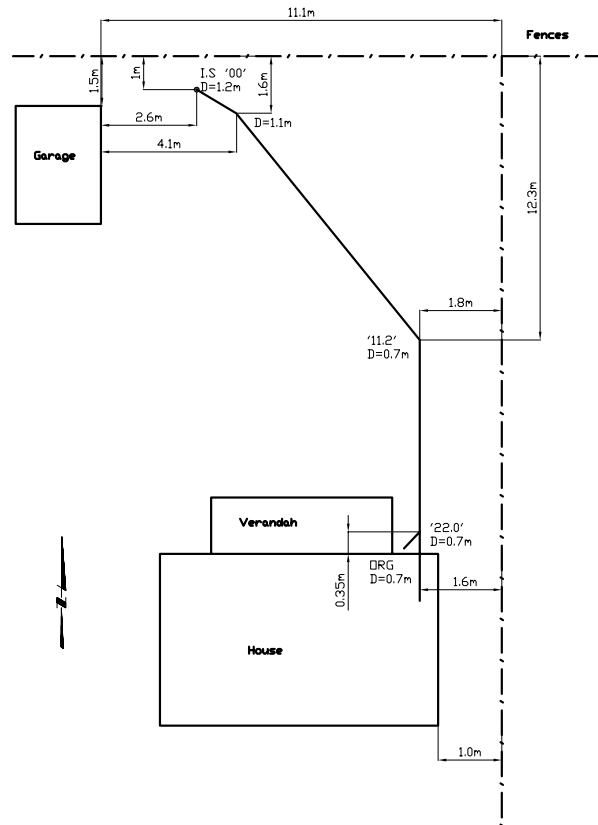 11.1m
Fences
1.5m
1m
I.S '00'
D=1.2m
1.6m
2.6m
D=1.1m
4.1m
Garage
12.3m
1.8m
'11.2'
D=0.7m
Verandah
'22.0'
D=0.7m
ORG
D=0.7m
0.35m
1.6m
House
1.0m
N